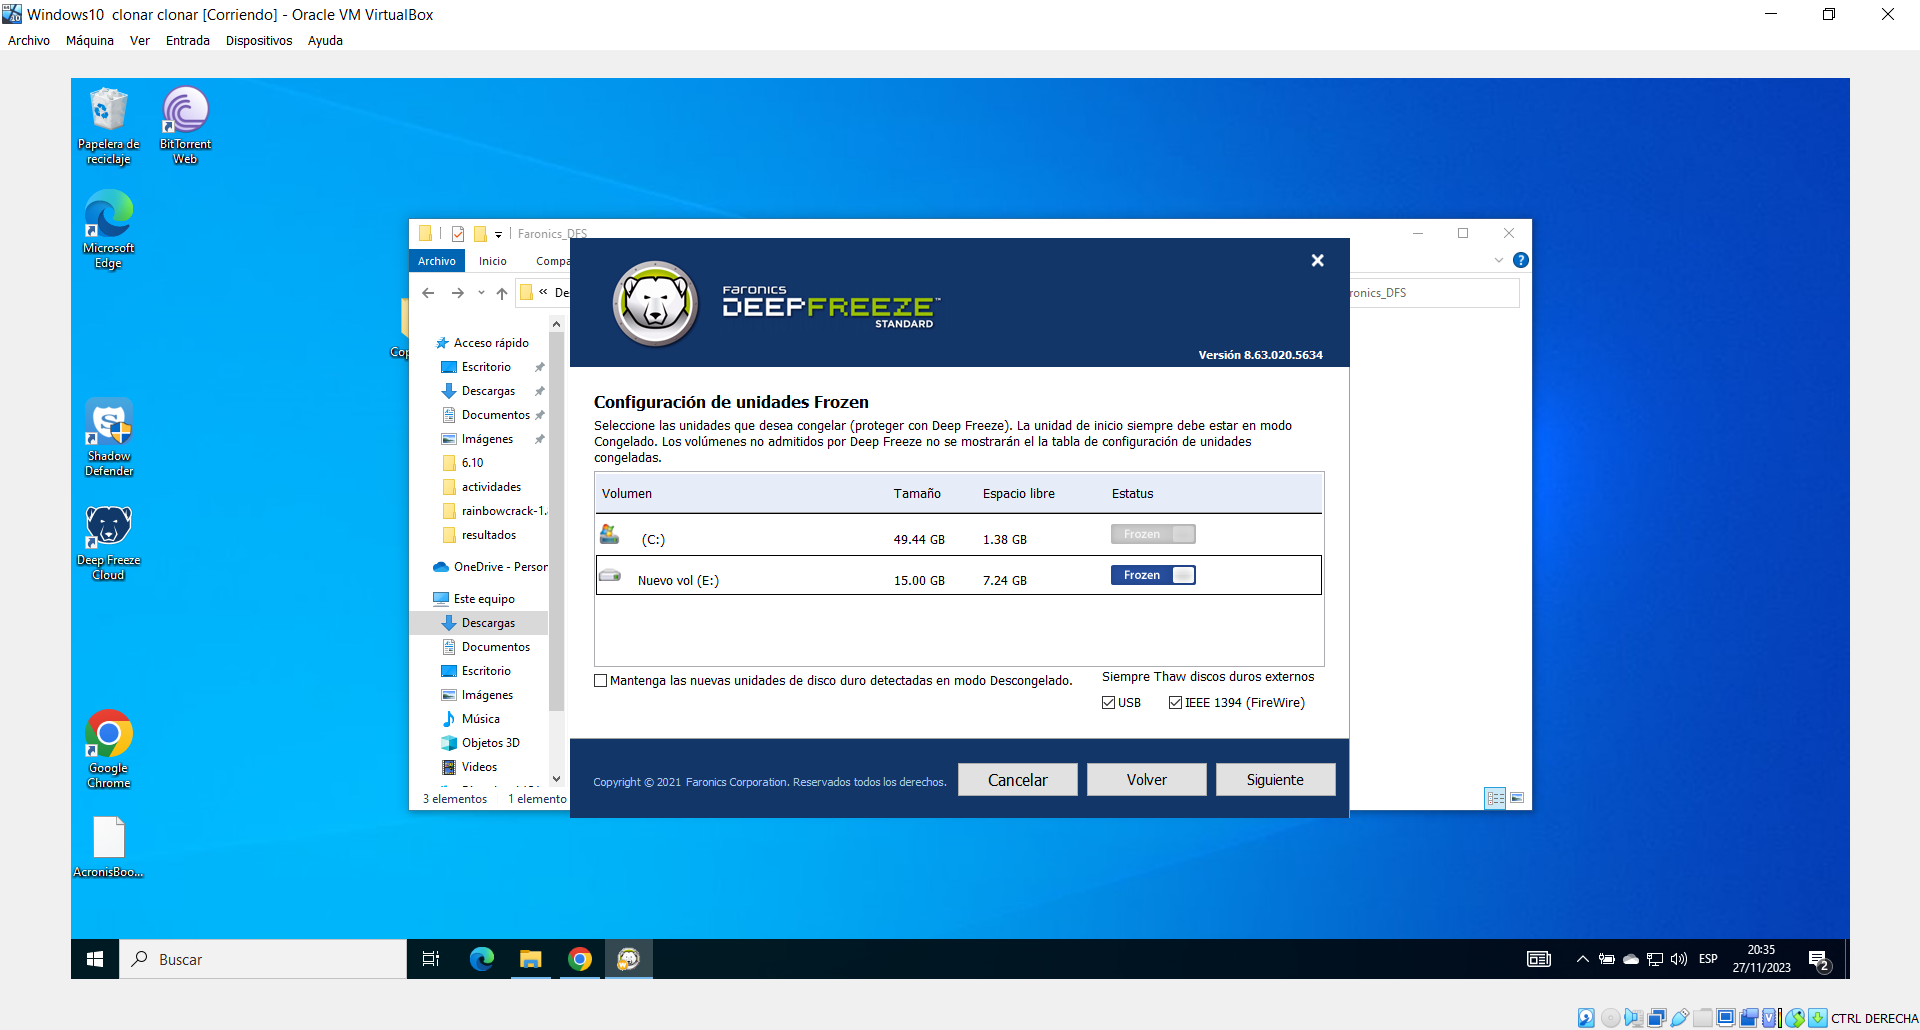 Windows10 clonar clonar [Corriendo] - Oracle VM VirtualBox
Archivo Máquina Ver Entrada Dispositivos Ayuda
Papelera de reciclaje
BitTorrent Web
Microsoft Edge
Shadow Defender
Deep Freeze Cloud
Google Chrome
AcronisBoo...
Cop
Faronics_DFS
Archivo Inicio Compa
« De
ronics_DFS
Acceso rápido
Escritorio
Descargas
Documentos
Imágenes
6.10
actividades
rainbowcrack-1.
resultados
OneDrive - Person
Este equipo
Descargas
Documentos
Escritorio
Imágenes
Música
Objetos 3D
Videos
3 elementos 1 elemento
Faronics
DEEPFREEZE™
STANDARD
Versión 8.63.020.5634
Configuración de unidades Frozen
Seleccione las unidades que desea congelar (proteger con Deep Freeze). La unidad de inicio siempre debe estar en modo
Congelado. Los volúmenes no admitidos por Deep Freeze no se mostrarán el la tabla de configuración de unidades
congeladas.
Volumen Tamaño Espacio libre Estatus
(C:) 49.44 GB 1.38 GB Frozen
Nuevo vol (E:) 15.00 GB 7.24 GB Frozen
Mantenga las nuevas unidades de disco duro detectadas en modo Descongelado.
Siempre Thaw discos duros externos
USB IEEE 1394 (FireWire)
Copyright © 2021 Faronics Corporation. Reservados todos los derechos.
Cancelar Volver Siguiente
Buscar
ESP
20:35
27/11/2023
2
CTRL DERECHA